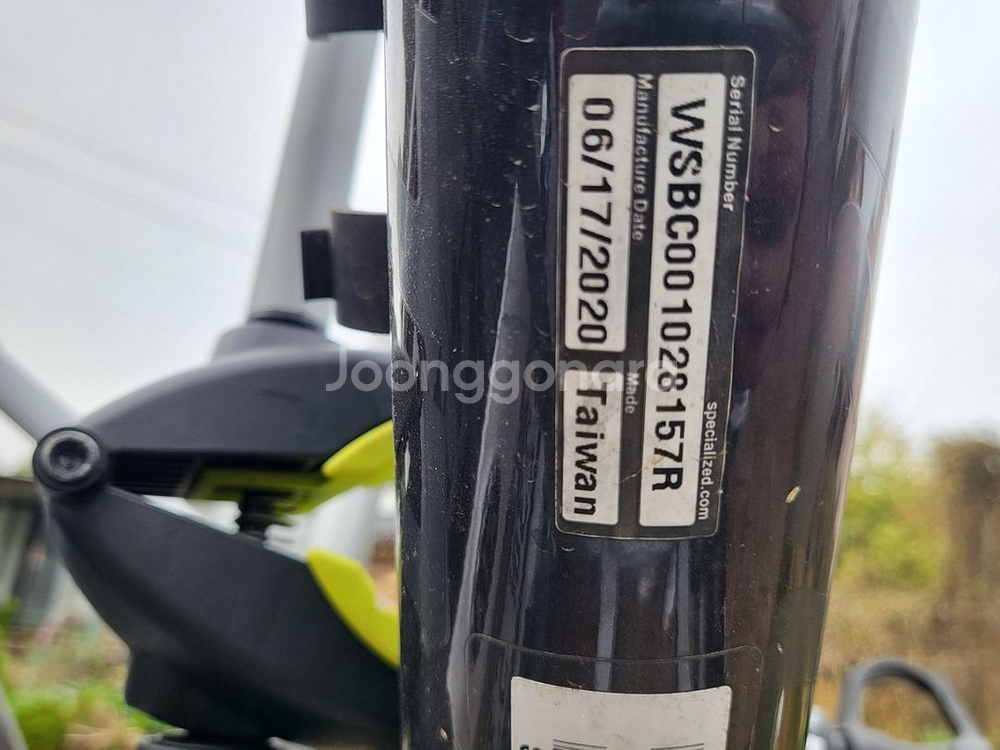 Serial Number
WSBC001028157R
specialized.com
Manufacture Date
06/17/2020
Made
Taiwan
Joonggonara